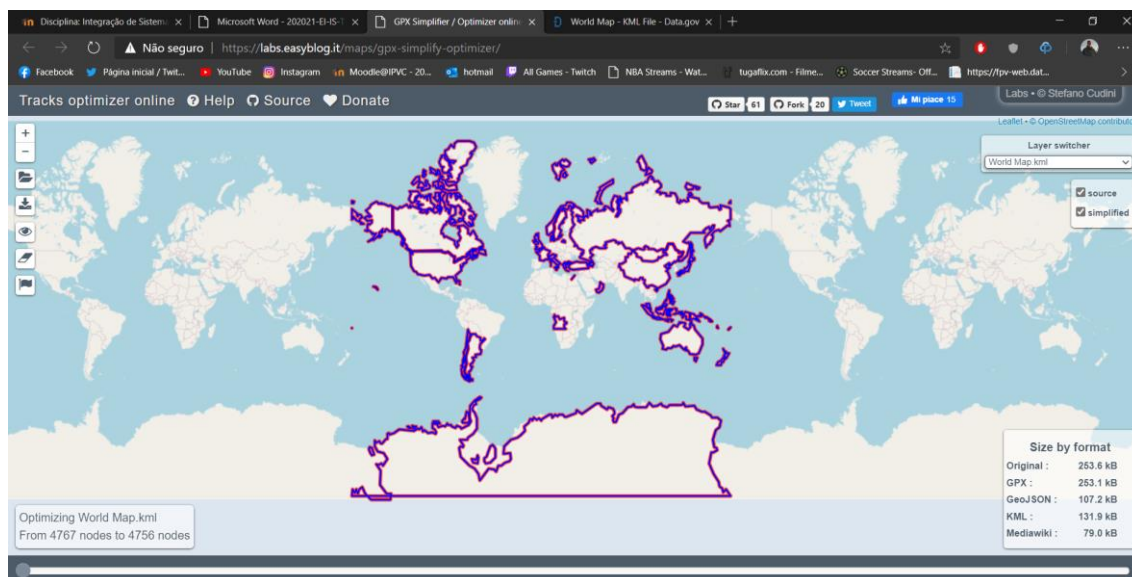 Disciplina: Integração de Sistema
Microsoft Word - 202021-EI-IS-T
GPX Simplifier / Optimizer online
World Map - KML File - Data.gov
Não seguro | https://labs.easyblog.it/maps/gpx-simplify-optimizer/
Facebook Página inicial / Twit... YouTube Instagram Moodle@IPVC - 20... hotmail All Games - Twitch NBA Streams - Wat... tugaflix.com - Filme... Soccer Streams- Off... https://fpv-web.dat...
Tracks optimizer online Help Source Donate
Star 61 Fork 20 Tweet Mi piace 15
Labs • © Stefano Cudini
Leaflet • © OpenStreetMap contributo
+
−
Layer switcher
World Map.kml
source
simplified
Size by format
Original : 253.6 kB
GPX : 253.1 kB
GeoJSON : 107.2 kB
KML : 131.9 kB
Mediawiki : 79.0 kB
Optimizing World Map.kml
From 4767 nodes to 4756 nodes